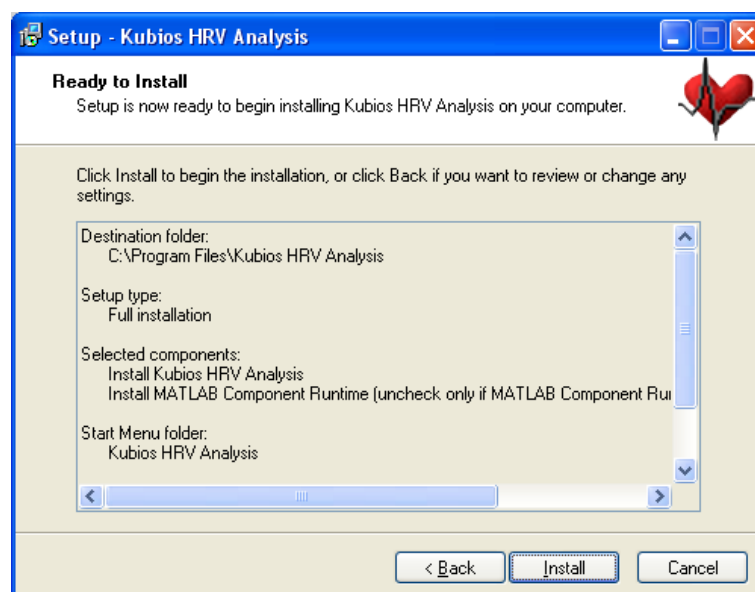 Setup - Kubios HRV Analysis
Ready to Install
Setup is now ready to begin installing Kubios HRV Analysis on your computer.
Click Install to begin the installation, or click Back if you want to review or change any
settings.
Destination folder:
C:\Program Files\Kubios HRV Analysis
Setup type:
Full installation
Selected components:
Install Kubios HRV Analysis
Install MATLAB Component Runtime (uncheck only if MATLAB Component Ru
Start Menu folder:
Kubios HRV Analysis
< Back
Install
Cancel